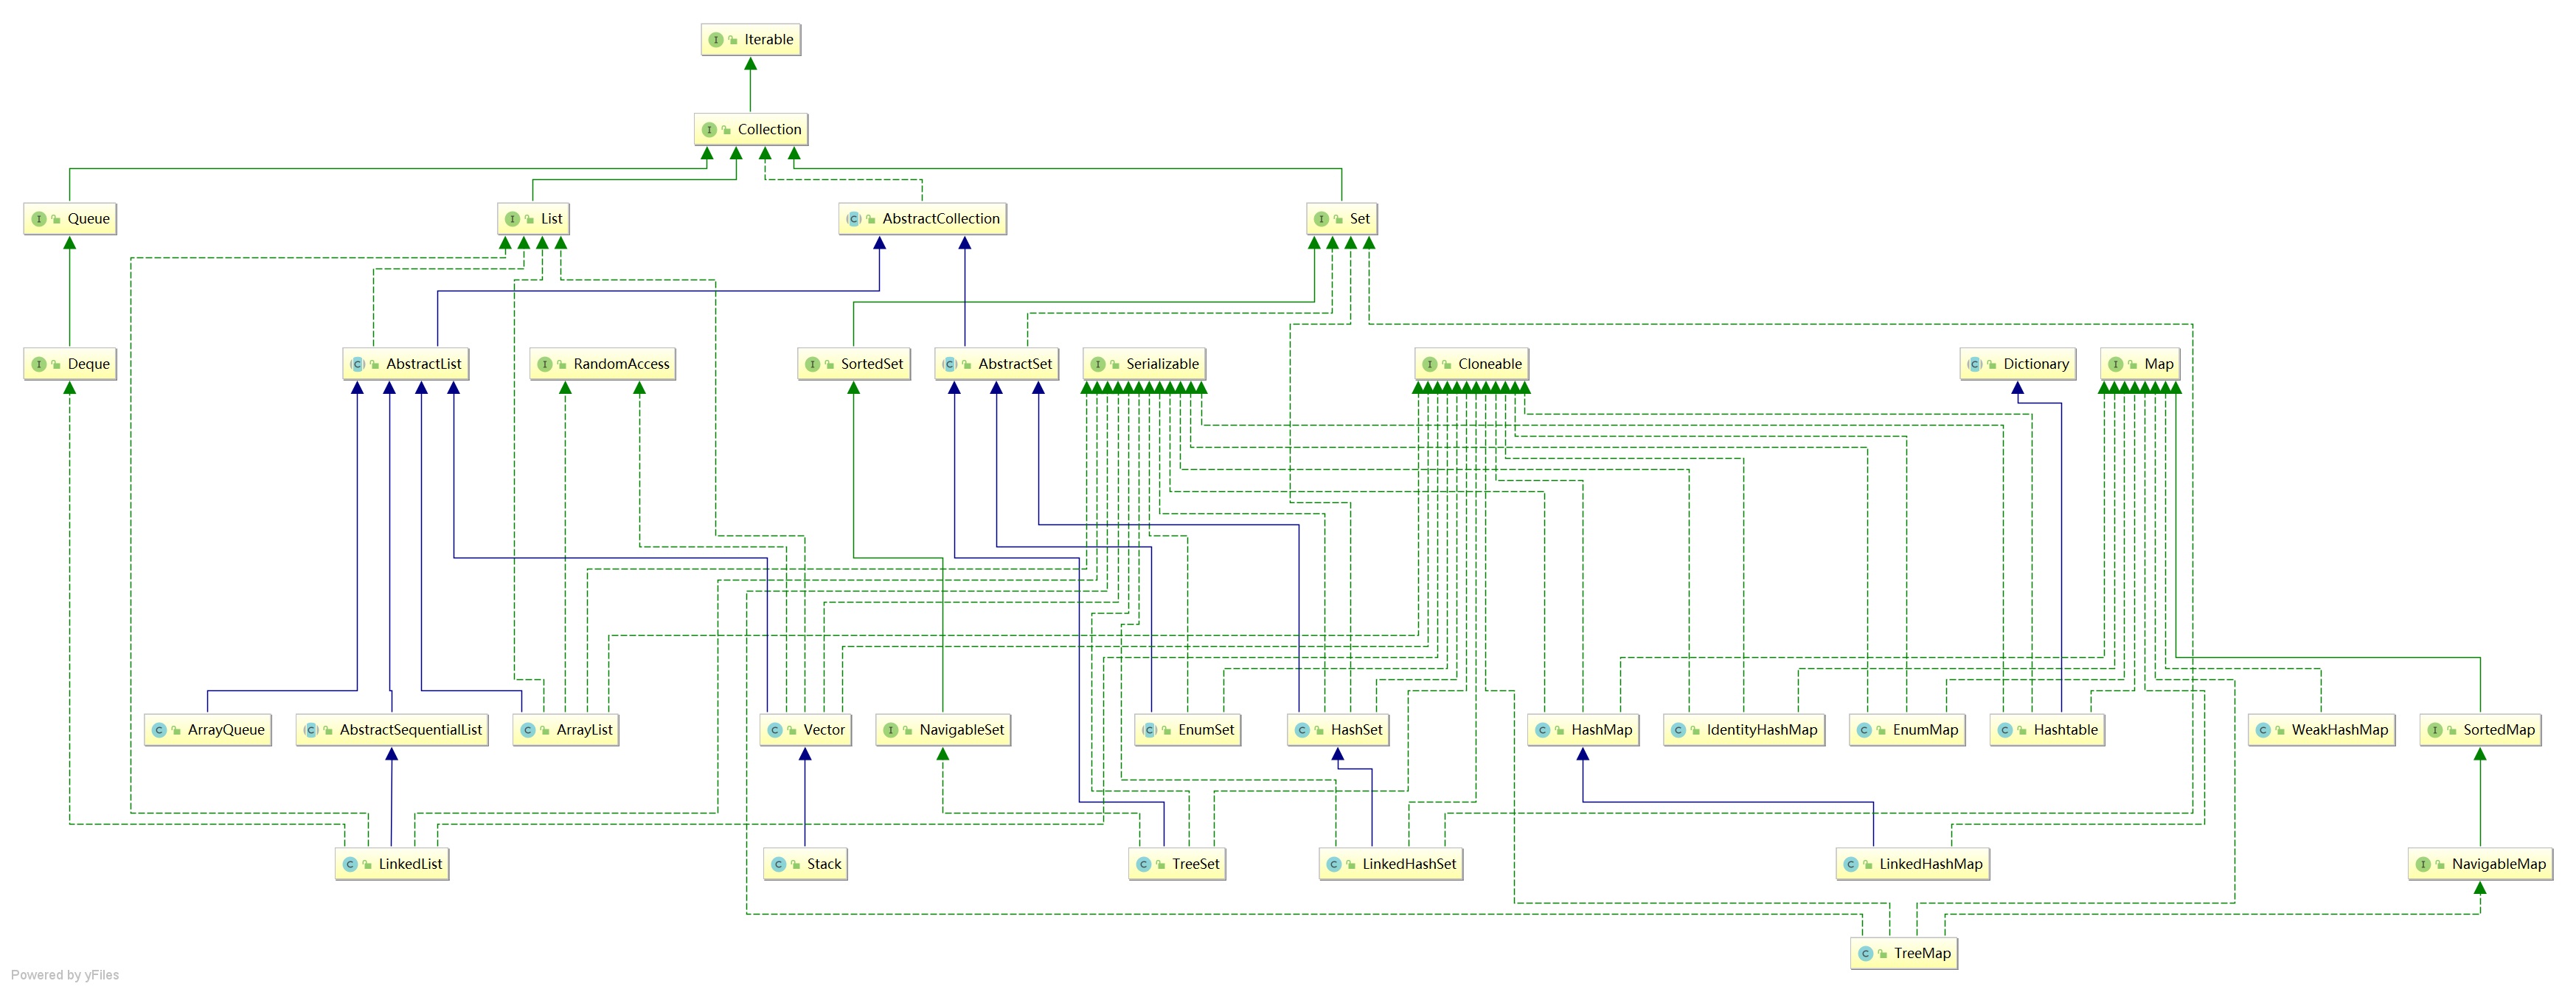 I Iterable
I Collection
I Queue
I List
C AbstractCollection
I Set
I Deque
C AbstractList
I RandomAccess
I SortedSet
C AbstractSet
I Serializable
I Cloneable
C Dictionary
I Map
C ArrayQueue
C AbstractSequentialList
C ArrayList
C Vector
I NavigableSet
C EnumSet
C HashSet
C HashMap
C IdentityHashMap
C EnumMap
C Hashtable
C WeakHashMap
I SortedMap
C LinkedList
C Stack
C TreeSet
C LinkedHashSet
C LinkedHashMap
I NavigableMap
C TreeMap
Powered by yFiles